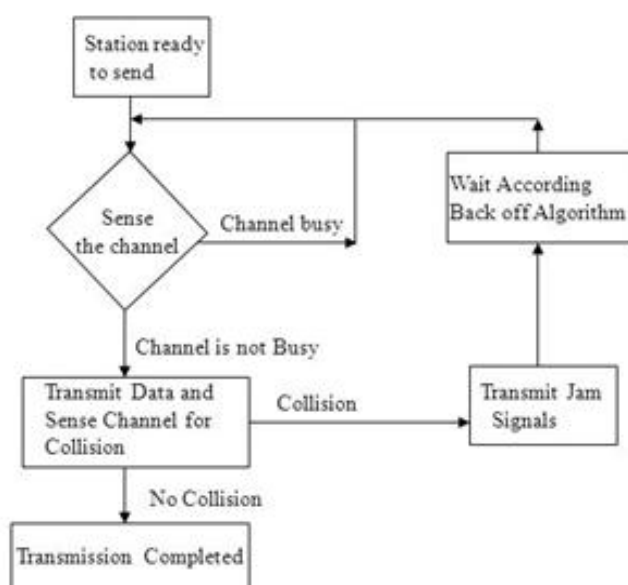 Station ready
to send
Sense
the channel
Channel busy
Wait According
Back off Algorithm
Channel is not Busy
Transmit Data and
Sense Channel for
Collision
Collision
Transmit Jam
Signals
No Collision
Transmission Completed